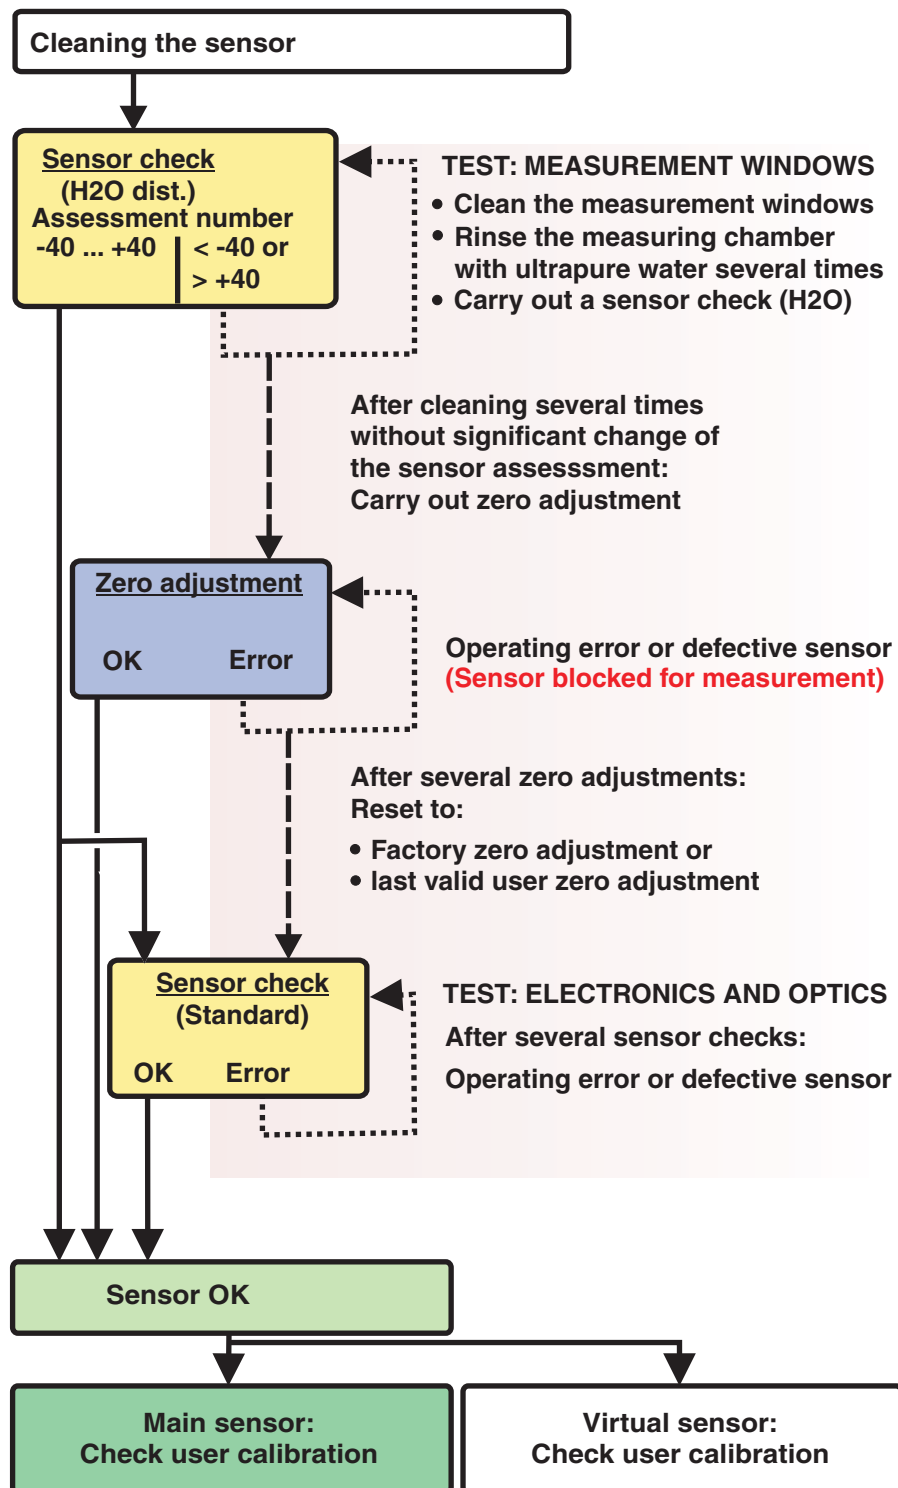 Cleaning the sensor
Sensor check
(H2O dist.)
Assessment number
-40 ... +40 < -40 or
> +40
TEST: MEASUREMENT WINDOWS
• Clean the measurement windows
• Rinse the measuring chamber
with ultrapure water several times
• Carry out a sensor check (H2O)
After cleaning several times
without significant change of
the sensor assesssment:
Carry out zero adjustment
Zero adjustment
OK Error
Operating error or defective sensor
(Sensor blocked for measurement)
After several zero adjustments:
Reset to:
• Factory zero adjustment or
• last valid user zero adjustment
Sensor check
(Standard)
OK Error
TEST: ELECTRONICS AND OPTICS
After several sensor checks:
Operating error or defective sensor
Sensor OK
Main sensor:
Check user calibration
Virtual sensor:
Check user calibration